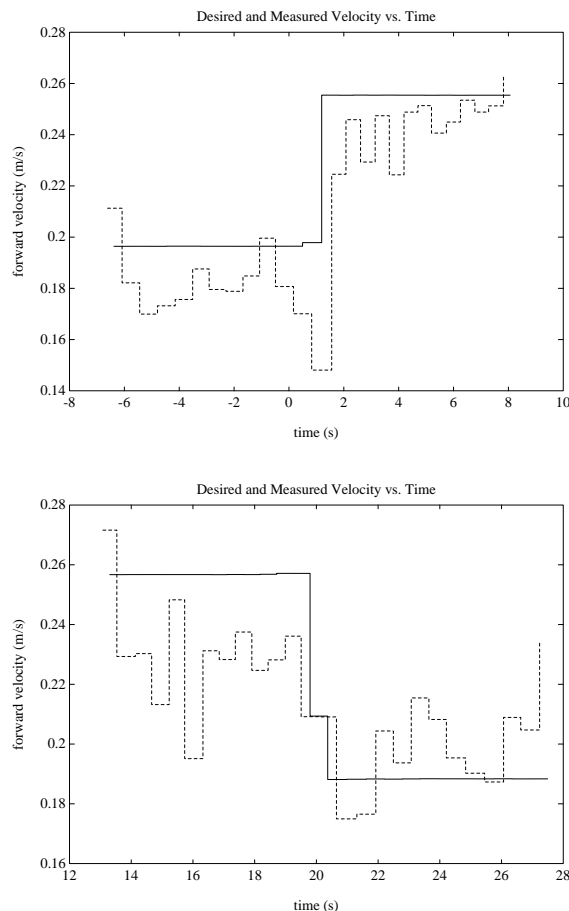 Desired and Measured Velocity vs. Time
0.28
0.26
0.24
0.22
0.2
0.18
0.16
0.14
forward velocity (m/s)
-8 -6 -4 -2 0 2 4 6 8 10
time (s)
Desired and Measured Velocity vs. Time
0.28
0.26
0.24
0.22
0.2
0.18
0.16
forward velocity (m/s)
12 14 16 18 20 22 24 26 28
time (s)